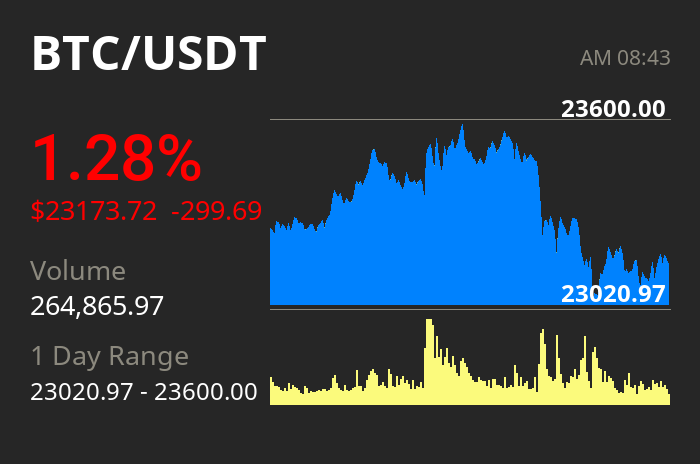 BTC/USDT
AM 08:43
23600.00
1.28%
$23173.72 -299.69
Volume
264,865.97
23020.97
1 Day Range
23020.97 - 23600.00